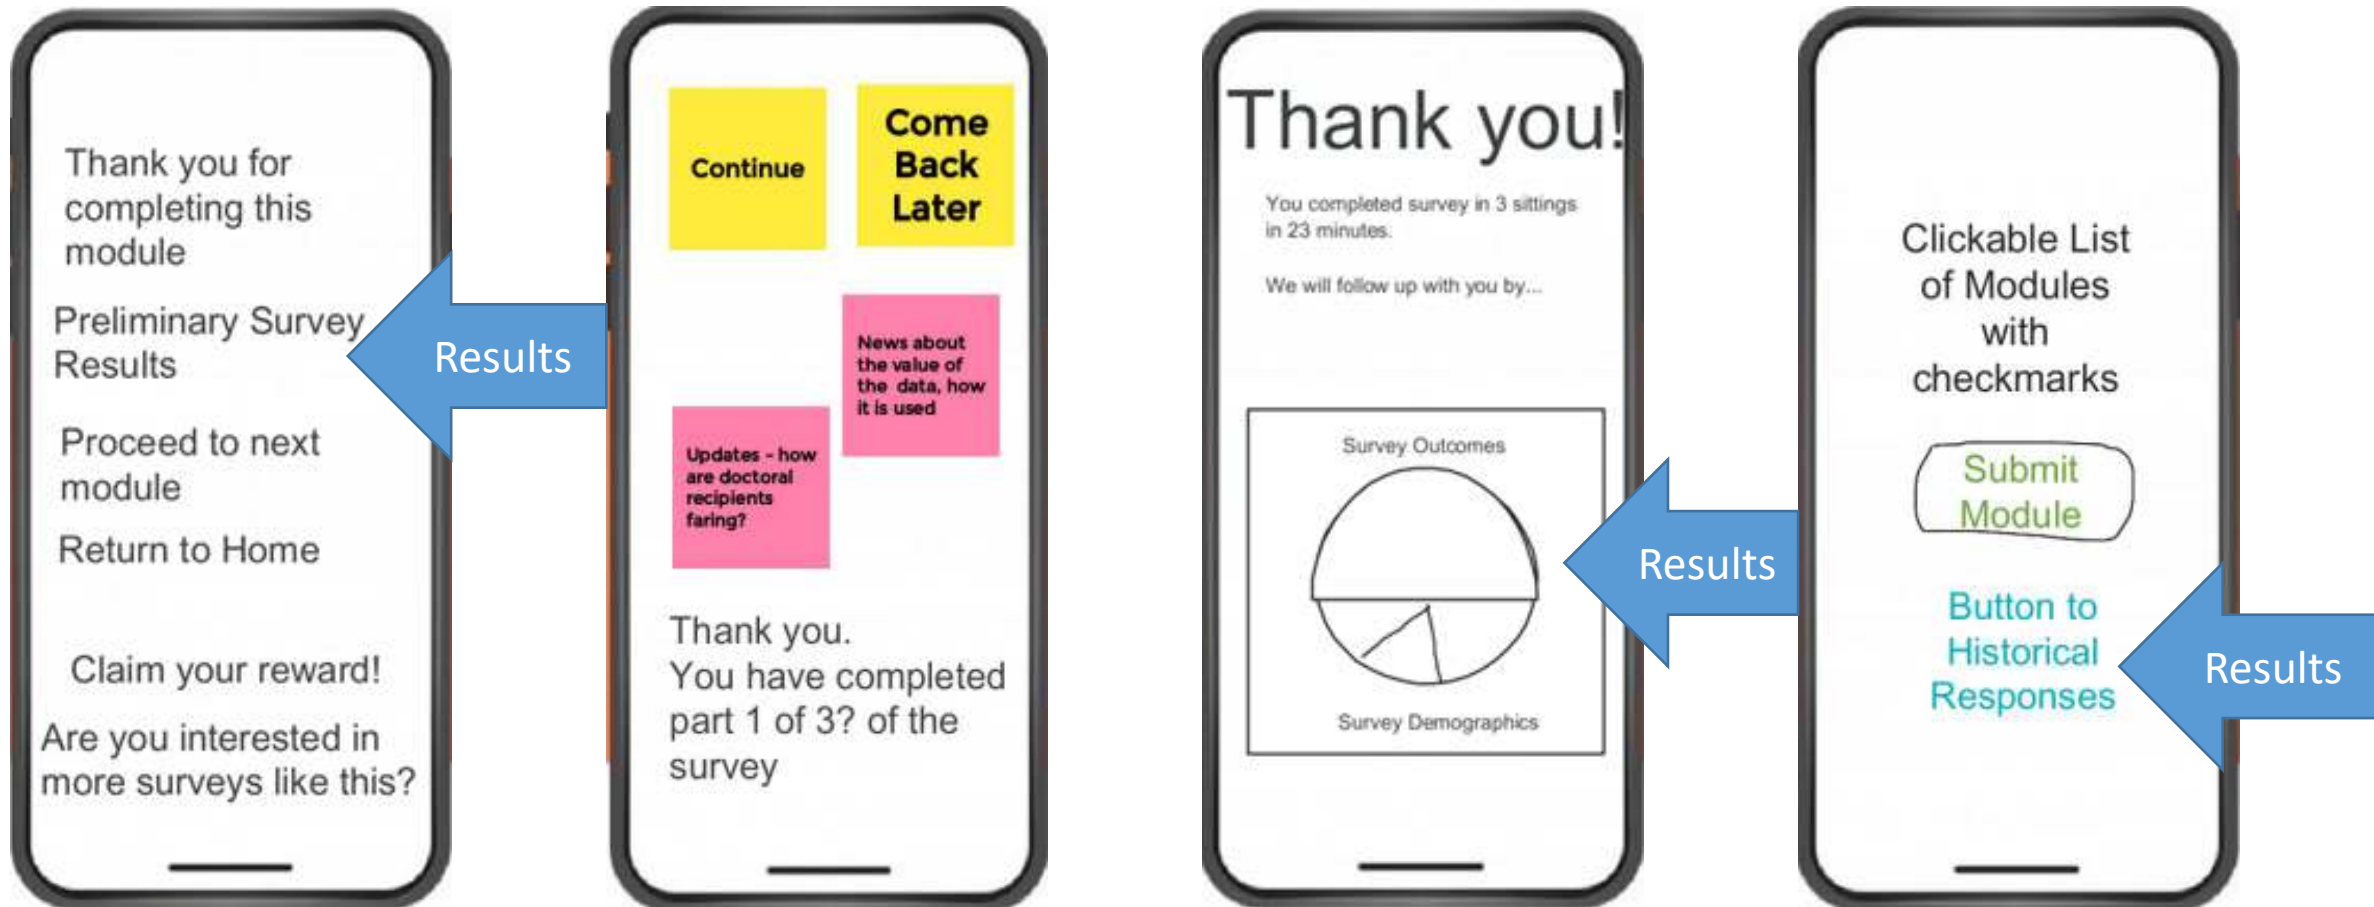 Thank you for
completing this
module
Preliminary Survey
Results
Proceed to next
module
Return to Home
Claim your reward!
Are you interested in
more surveys like this?
Results
Continue
Come
Back
Later
News about
the value of
the data, how
it is used
Updates - how
are doctoral
recipients
faring?
Thank you.
You have completed
part 1 of 3? of the
survey
Thank you!
You completed survey in 3 sittings
in 23 minutes.
We will follow up with you by...
Survey Outcomes
Survey Demographics
Results
Clickable List
of Modules
with
checkmarks
Submit
Module
Button to
Historical
Responses
Results